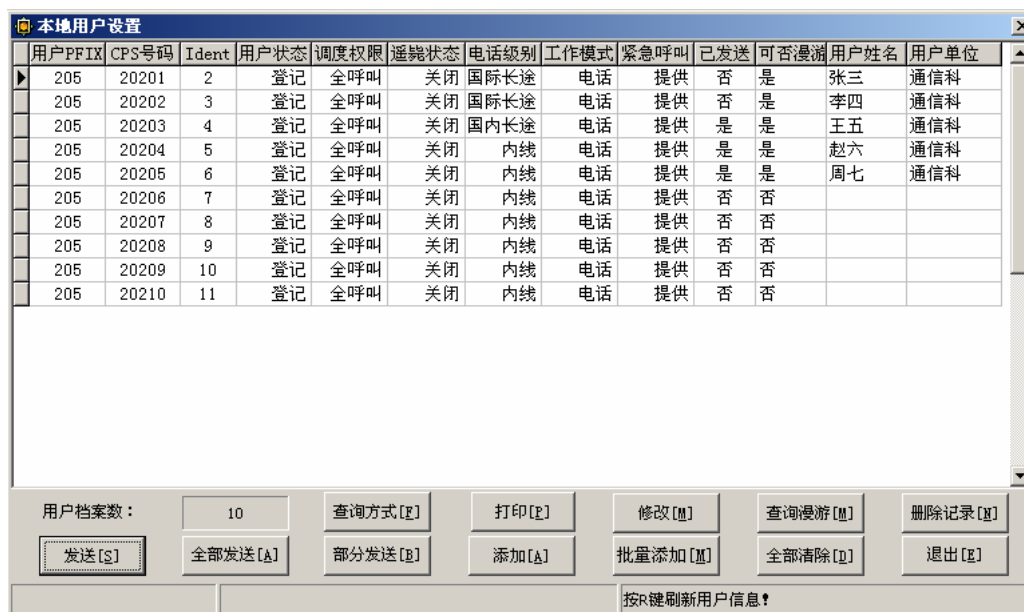 本地用户设置
用户PFIX CPS号码 Ident 用户状态 调度权限 遥毙状态 电话级别 工作模式 紧急呼叫 已发送 可否漫游 用户姓名 用户单位
205 20201 2 登记 全呼叫 关闭 国际长途 电话 提供 否 是 张三 通信科
205 20202 3 登记 全呼叫 关闭 国际长途 电话 提供 否 是 李四 通信科
205 20203 4 登记 全呼叫 关闭 国内长途 电话 提供 是 是 王五 通信科
205 20204 5 登记 全呼叫 关闭 内线 电话 提供 是 是 赵六 通信科
205 20205 6 登记 全呼叫 关闭 内线 电话 提供 是 是 周七 通信科
205 20206 7 登记 全呼叫 关闭 内线 电话 提供 否 否
205 20207 8 登记 全呼叫 关闭 内线 电话 提供 否 否
205 20208 9 登记 全呼叫 关闭 内线 电话 提供 否 否
205 20209 10 登记 全呼叫 关闭 内线 电话 提供 否 否
205 20210 11 登记 全呼叫 关闭 内线 电话 提供 否 否
用户档案数: 10 查询方式[F] 打印[P] 修改[M] 查询漫游[M] 删除记录[N]
发送[S] 全部发送[A] 部分发送[B] 添加[A] 批量添加[M] 全部清除[D] 退出[E]
按R键刷新用户信息!